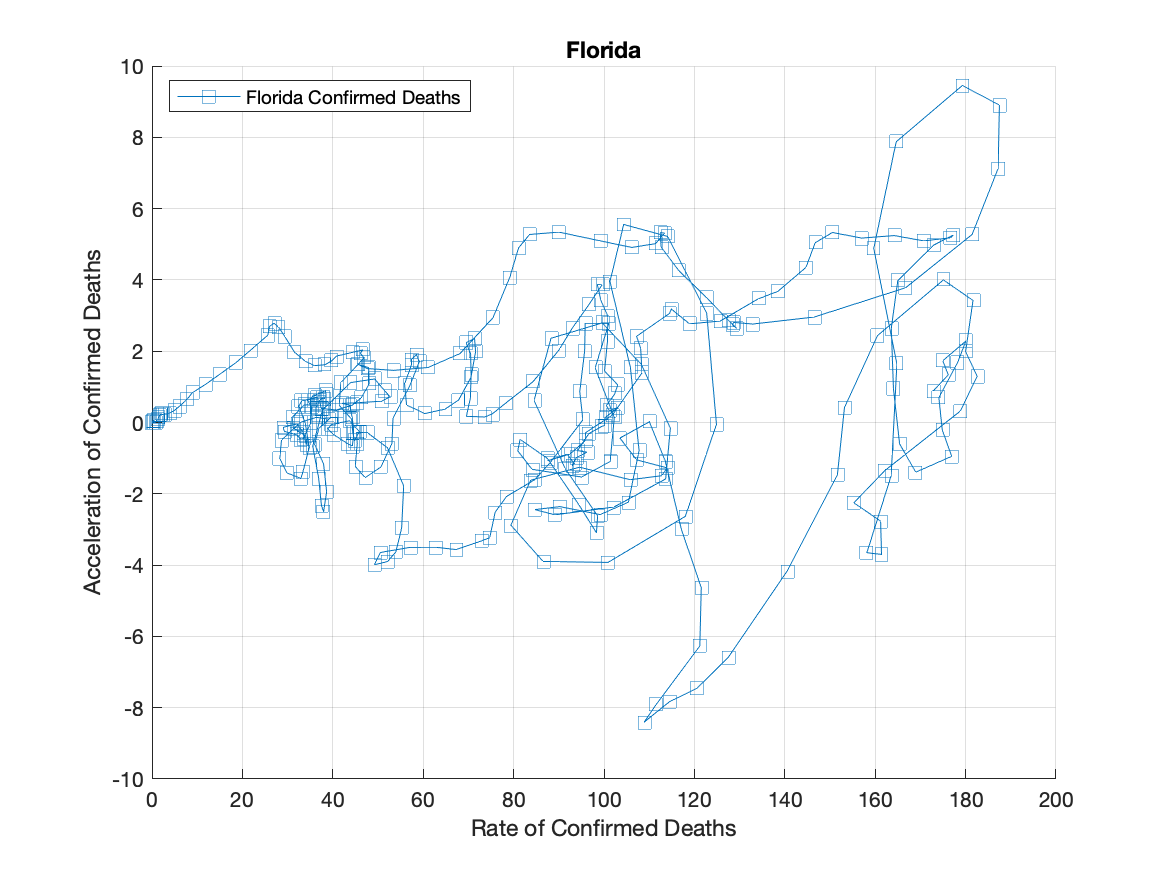 Florida
Florida Confirmed Deaths
10
8
6
4
2
0
-2
-4
-6
-8
-10
Acceleration of Confirmed Deaths
0 20 40 60 80 100 120 140 160 180 200
Rate of Confirmed Deaths